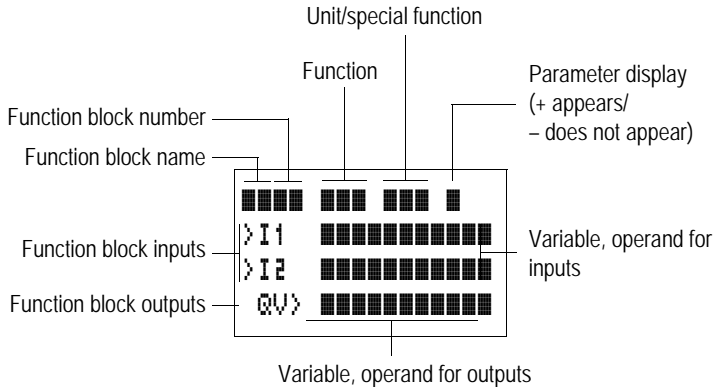 Unit/special function
Function
Parameter display
(+ appears/
– does not appear)
Function block number
Function block name
Function block inputs
>I1
>I2
Variable, operand for
inputs
Function block outputs
QV>
Variable, operand for outputs